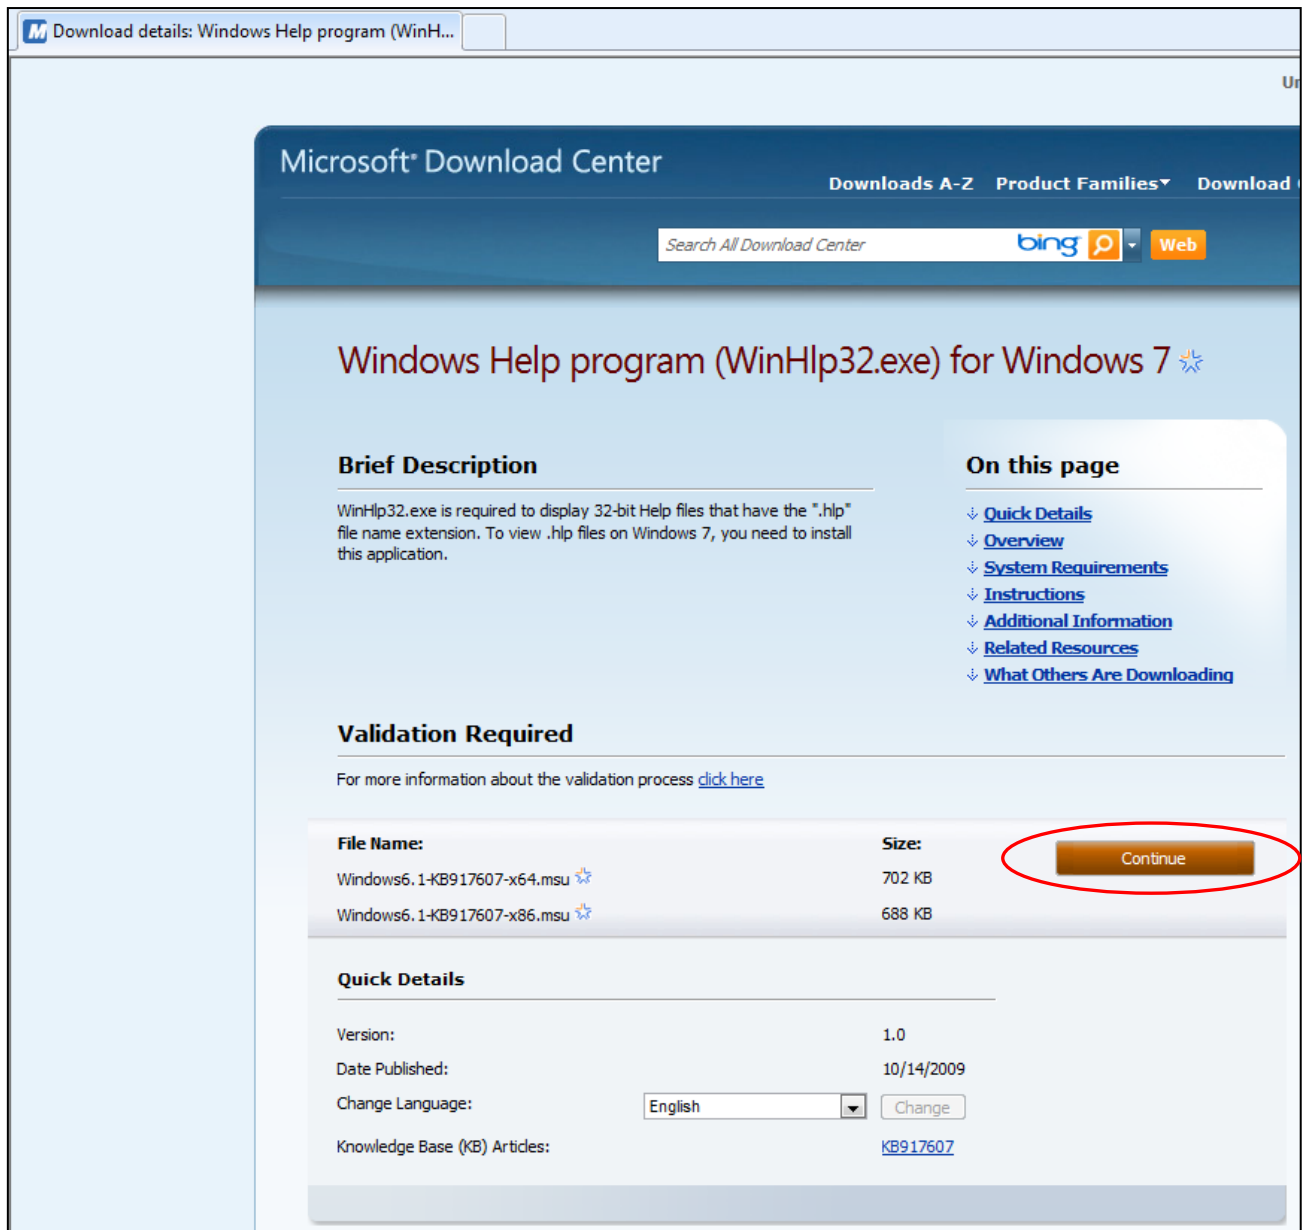 Download details: Windows Help program (WinH...
Microsoft® Download Center
Downloads A-Z Product Families Download
Search All Download Center bing Web
Windows Help program (WinHlp32.exe) for Windows 7
Brief Description
WinHlp32.exe is required to display 32-bit Help files that have the ".hlp"
file name extension. To view .hlp files on Windows 7, you need to install
this application.
On this page
Quick Details
Overview
System Requirements
Instructions
Additional Information
Related Resources
What Others Are Downloading
Validation Required
For more information about the validation process click here
File Name: Size: Continue
Windows6.1-KB917607-x64.msu 702 KB
Windows6.1-KB917607-x86.msu 688 KB
Quick Details
Version: 1.0
Date Published: 10/14/2009
Change Language: English Change
Knowledge Base (KB) Articles: KB917607